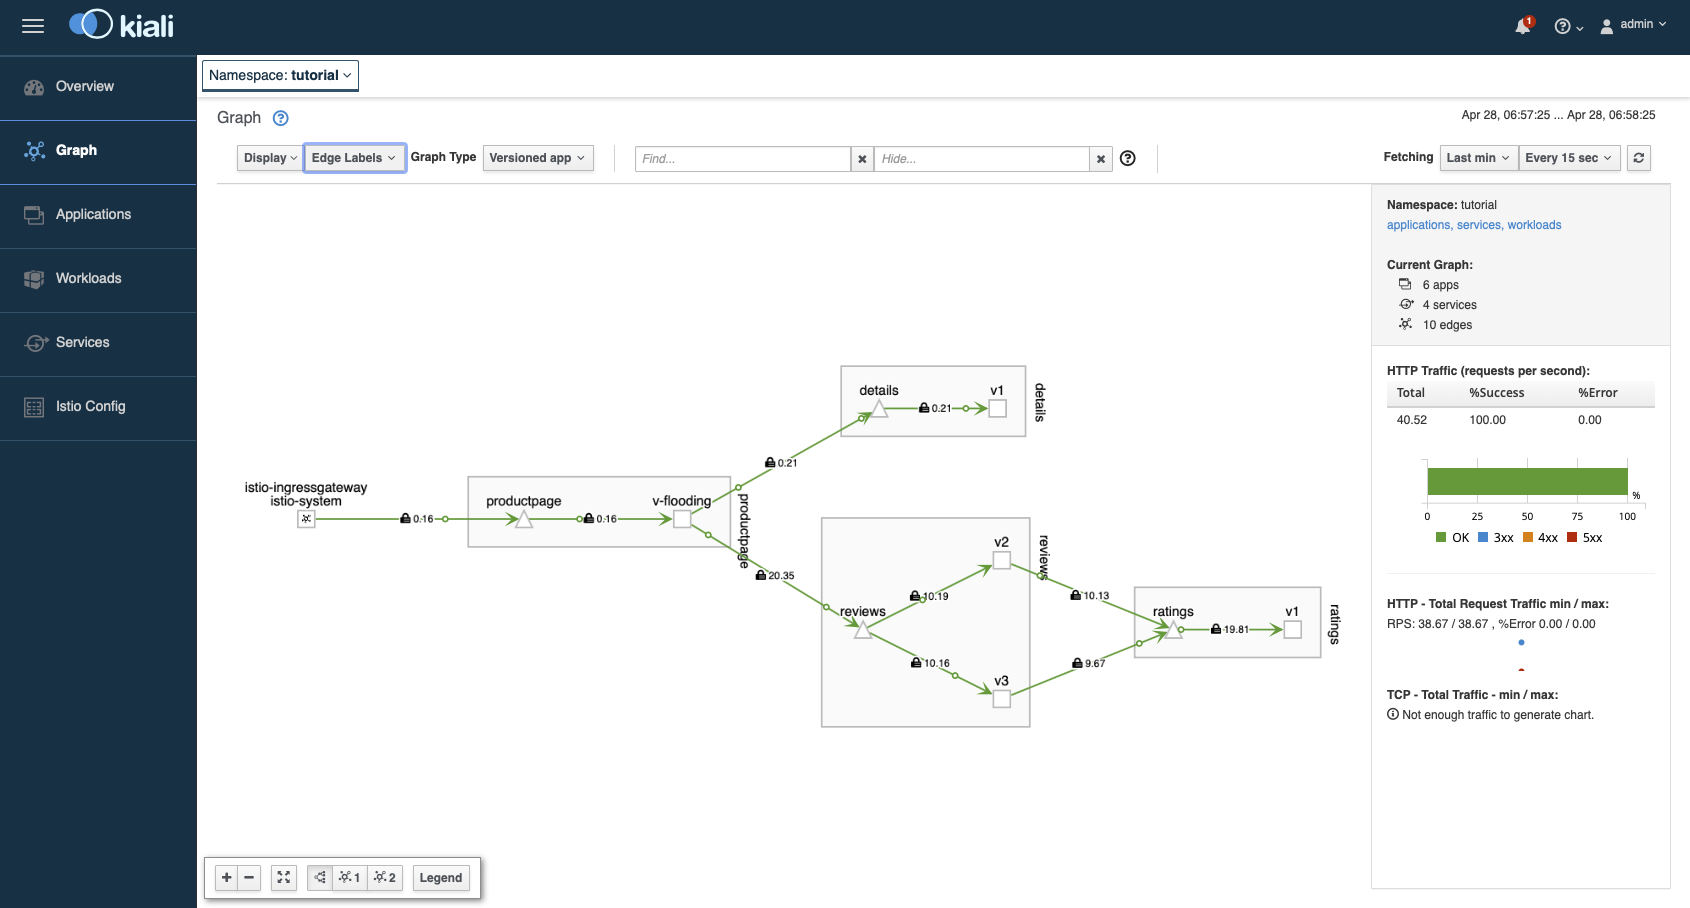 kiali
1
admin
Overview
Graph
Applications
Workloads
Services
Istio Config
Namespace: tutorial
Graph
Apr 28, 06:57:25 ... Apr 28, 06:58:25
Display
Edge Labels
Graph Type
Versioned app
Find...
Hide...
Fetching
Last min
Every 15 sec
istio-ingressgateway
istio-system
0.16
productpage
0.16
v-flooding
productpage
0.21
details
0.21
v1
details
20.35
reviews
10.19
10.16
v2
v3
reviews
10.13
9.67
ratings
19.81
v1
ratings
Namespace: tutorial
applications, services, workloads
Current Graph:
6 apps
4 services
10 edges
HTTP Traffic (requests per second):
Total %Success %Error
40.52 100.00 0.00
%
0 25 50 75 100
OK 3xx 4xx 5xx
HTTP - Total Request Traffic min / max:
RPS: 38.67 / 38.67 , %Error 0.00 / 0.00
TCP - Total Traffic - min / max:
Not enough traffic to generate chart.
1
2
Legend